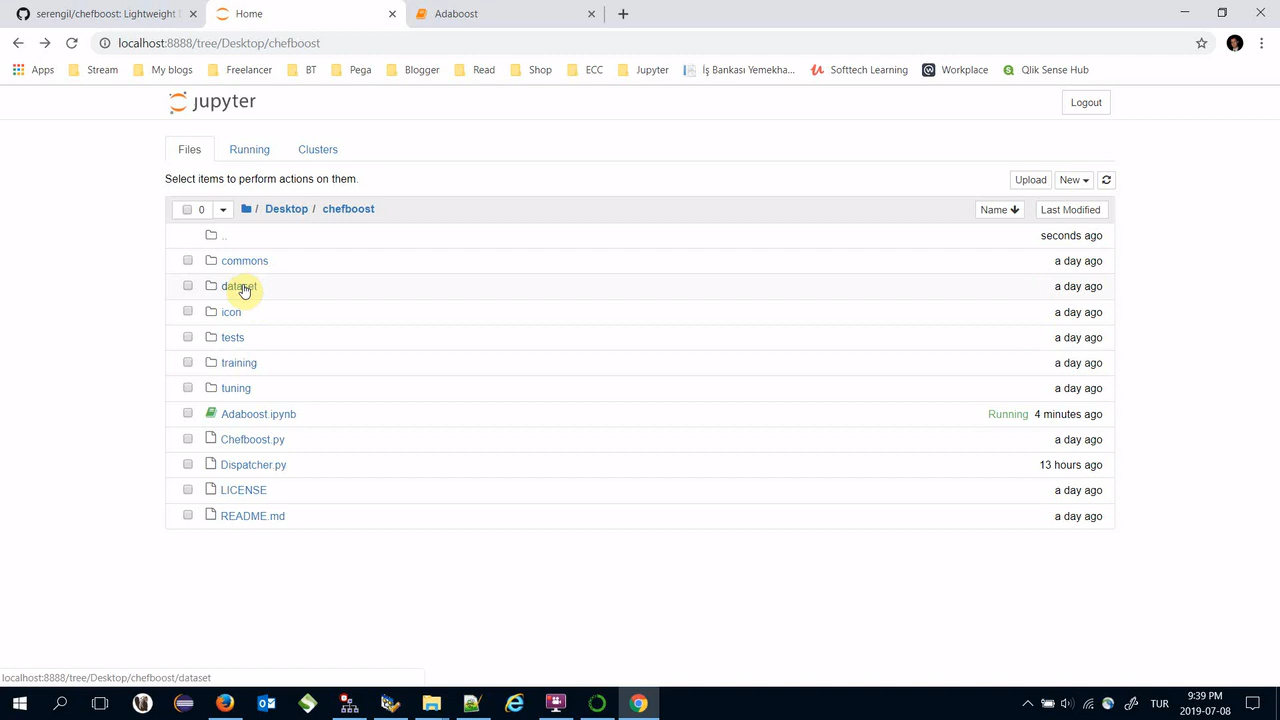 serengil/chefboost: Lightweight
Home
Adaboost
localhost:8888/tree/Desktop/chefboost
Apps Stream My blogs Freelancer BT Pega Blogger Read Shop ECC Jupyter İş Bankası Yemekha... Softtech Learning Workplace Qlik Sense Hub
jupyter
Logout
Files Running Clusters
Select items to perform actions on them.
Upload New
0 / Desktop / chefboost Name Last Modified
.. seconds ago
commons a day ago
dataset a day ago
icon a day ago
tests a day ago
training a day ago
tuning a day ago
Adaboost.ipynb Running 4 minutes ago
Chefboost.py a day ago
Dispatcher.py 13 hours ago
LICENSE a day ago
README.md a day ago
localhost:8888/tree/Desktop/chefboost/dataset
TUR
9:39 PM
2019-07-08